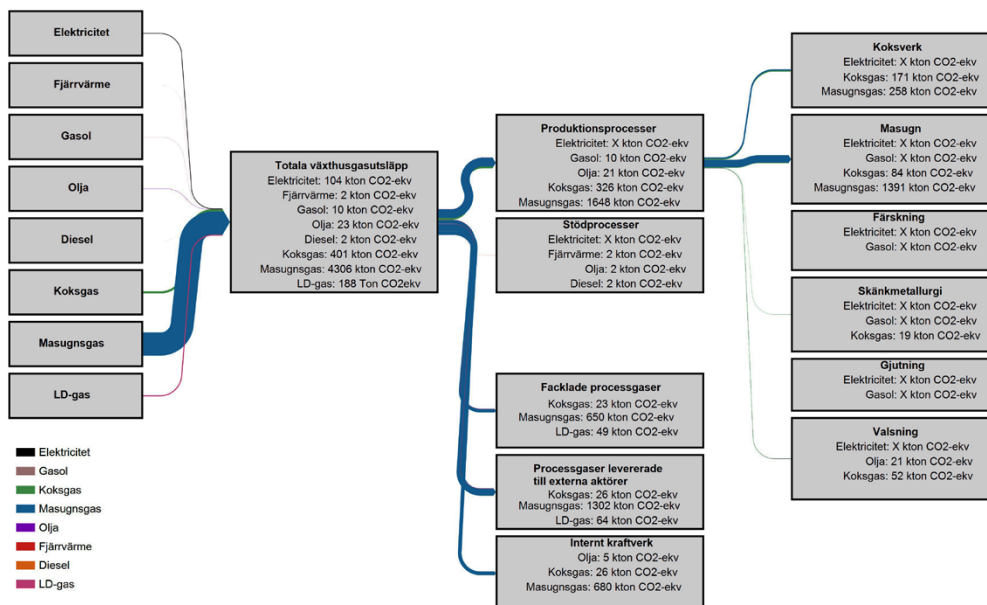 Elektricitet
Fjärrvärme
Gasol
Olja
Diesel
Koksgas
Masugnsgas
LD-gas
Elektricitet
Gasol
Koksgas
Masugnsgas
Olja
Fjärrvärme
Diesel
LD-gas
Totala växthusgasutsläpp
Elektricitet: 104 kton CO2-ekv
Fjärrvärme: 2 kton CO2-ekv
Gasol: 10 kton CO2-ekv
Olja: 23 kton CO2-ekv
Diesel: 2 kton CO2-ekv
Koksgas: 401 kton CO2-ekv
Masugnsgas: 4306 kton CO2-ekv
LD-gas: 188 Ton CO2ekv
Produktionsprocesser
Elektricitet: X kton CO2-ekv
Gasol: 10 kton CO2-ekv
Olja: 21 kton CO2-ekv
Koksgas: 326 kton CO2-ekv
Masugnsgas: 1648 kton CO2-ekv
Stödprocesser
Elektricitet: X kton CO2-ekv
Fjärrvärme: 2 kton CO2-ekv
Olja: 2 kton CO2-ekv
Diesel: 2 kton CO2-ekv
Facklade processgaser
Koksgas: 23 kton CO2-ekv
Masugnsgas: 650 kton CO2-ekv
LD-gas: 49 kton CO2-ekv
Processgaser levererade
till externa aktörer
Koksgas: 26 kton CO2-ekv
Masugnsgas: 1302 kton CO2-ekv
LD-gas: 64 kton CO2-ekv
Internt kraftverk
Olja: 5 kton CO2-ekv
Koksgas: 26 kton CO2-ekv
Masugnsgas: 680 kton CO2-ekv
Koksverk
Elektricitet: X kton CO2-ekv
Koksgas: 171 kton CO2-ekv
Masugnsgas: 258 kton CO2-ekv
Masugn
Elektricitet: X kton CO2-ekv
Gasol: X kton CO2-ekv
Koksgas: 84 kton CO2-ekv
Masugnsgas: 1391 kton CO2-ekv
Färskning
Elektricitet: X kton CO2-ekv
Gasol: X kton CO2-ekv
Skänkmetallurgi
Elektricitet: X kton CO2-ekv
Gasol: X kton CO2-ekv
Koksgas: 19 kton CO2-ekv
Gjutning
Elektricitet: X kton CO2-ekv
Gasol: X kton CO2-ekv
Valsning
Elektricitet: X kton CO2-ekv
Olja: 21 kton CO2-ekv
Koksgas: 52 kton CO2-ekv